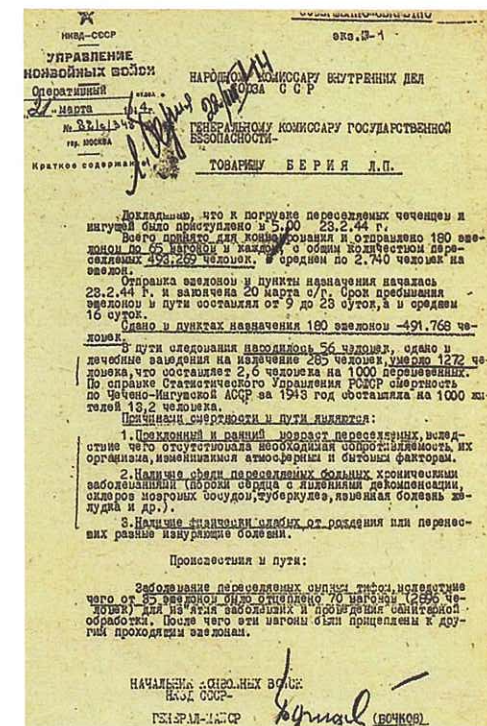 НКВД-СССР
экз.№-1
УПРАВЛЕНИЕ
КОНВОЙНЫХ ВОЙСК
Оперативный отдел
21 марта 194.
гор. МОСКВА
Краткое содержание:
НАРОДНОМУ КОМИССАРУ ВНУТРЕННИХ ДЕЛ
СОЮЗА С С Р
ГЕНЕРАЛЬНОМУ КОМИССАРУ ГОСУДАРСТВЕННОЙ
БЕЗОПАСНОСТИ-
ТОВАРИЩУ Б Е Р И Я Л.П.
Л. Берия
Докладываю, что к погрузке переселяемых чеченцев и
ингушей было приступлено в 5.00 23.2.44 г.
Всего принято для конвоирования и отправлено 180 эше-
лонов по 65 вагонов в каждом с общим количеством пере-
селяемых 493.269 человек. В среднем по 2.740 человек на
эшелон.
Отправка эшелонов в пункты назначения началась
23.2.44 г. и закончена 20 марта с/г. Срок пребывания
эшелонов в пути составлял от 9 до 23 суток, а в среднем
16 суток.
Сдано в пунктах назначения 180 эшелонов -491.768 че-
ловек.
В пути следования народилось 56 человек, сдано в
лечебные заведения на излечение 285 человек, умерло 1272 че-
ловека, что составляет 2,6 человека на 1000 перевезенных.
По справке Статистического Управления РСФСР смертность
по Чечено-Ингушской АССР за 1943 год составляла на 1000 жи-
телей 13,2 человека.
Причинами смертности в пути являются:
1. Преклонный и ранний возраст переселяемых, вслед-
ствие чего отсутствовала необходимая сопротивляемость, их
организма, изменившимся атмосферным и бытовым факторам.
2. Наличие среди переселяемых больных хроническими
заболеваниями (пороки сердца с явлениями декомпенсации,
склероз мозговых сосудов, туберкулез, язвенная болезнь же-
лудка и др.).
3. Наличие физически слабых от рождения или перенес-
ших разные изнуряющие болезни.
Происшествия в пути:
Заболевание переселяемых сыпным тифом, вследствие
чего от 35 эшелонов было отцеплено 70 вагонов (2896 че-
ловек) для изъятия заболевших и проведения санитарной
обработки. После чего эти вагоны были прицеплены к дру-
гим проходящим эшелонам.
НАЧАЛЬНИК КОНВОЙНЫХ ВОЙСК
НКВД СССР-
ГЕНЕРАЛ-МАЙОР
(БОЧКОВ)